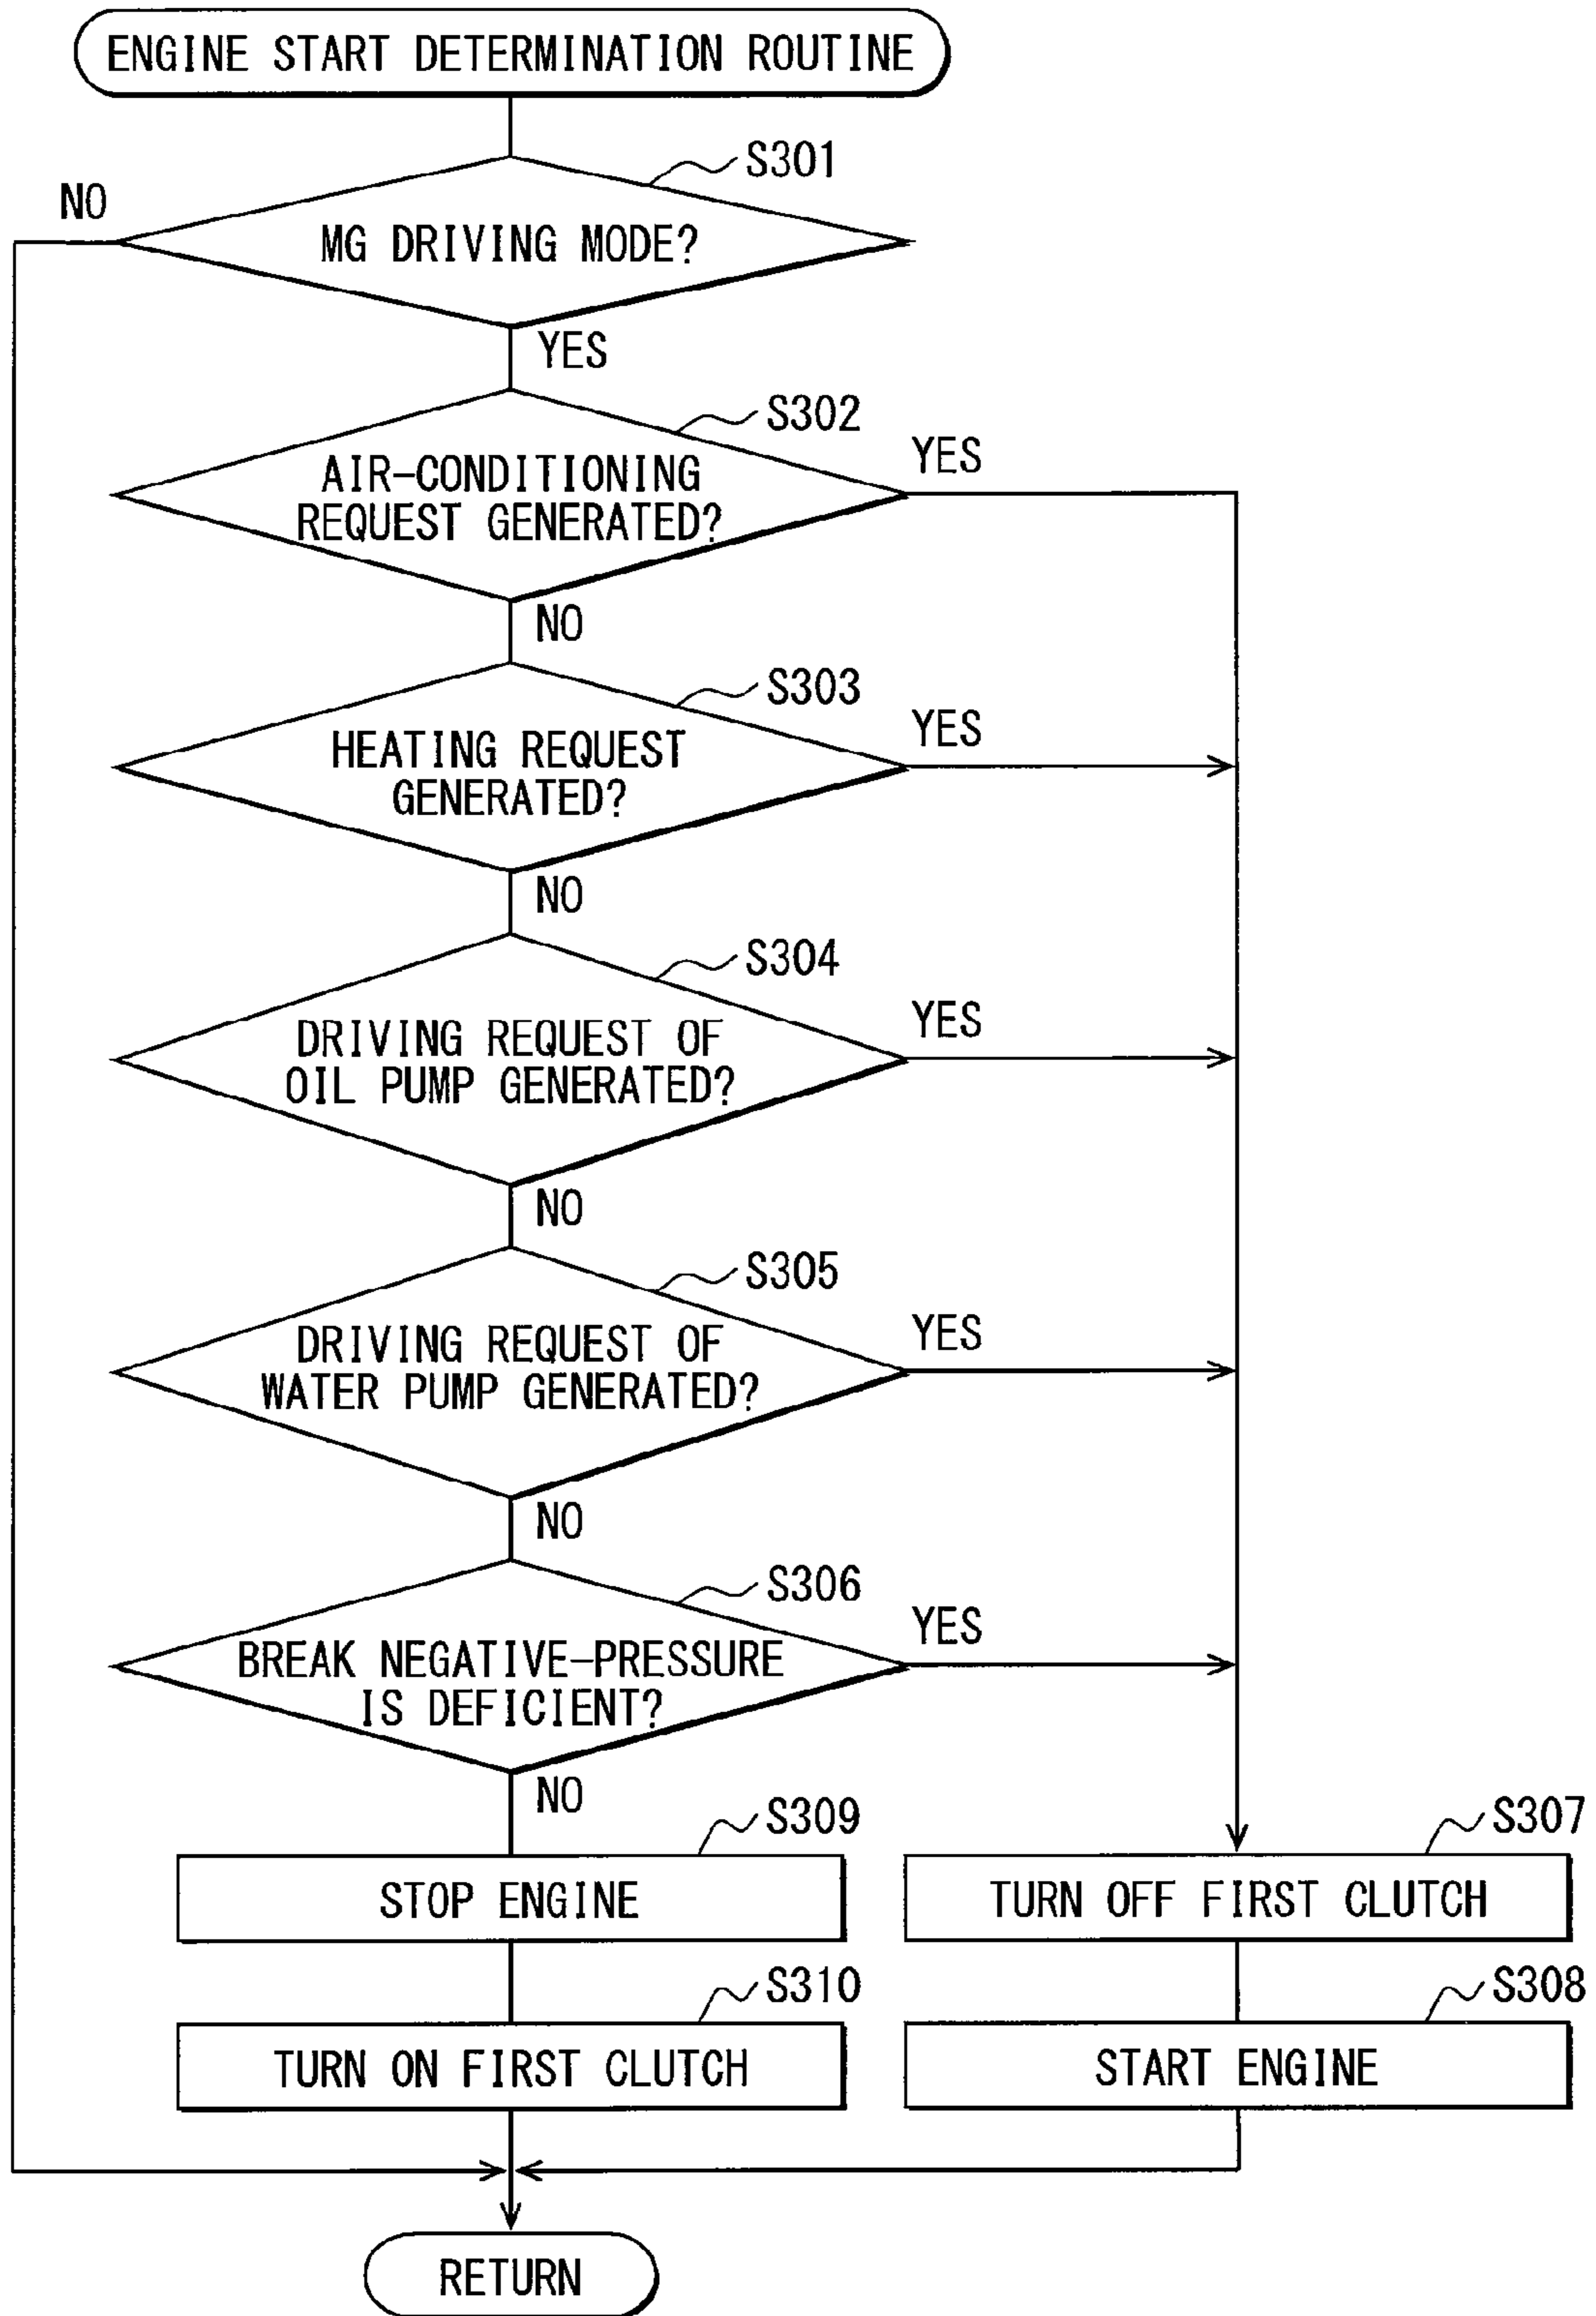 ENGINE START DETERMINATION ROUTINE
S301
NO
MG DRIVING MODE?
YES
S302
AIR-CONDITIONING
REQUEST GENERATED?
YES
NO
S303
HEATING REQUEST
GENERATED?
YES
NO
S304
DRIVING REQUEST OF
OIL PUMP GENERATED?
YES
NO
S305
DRIVING REQUEST OF
WATER PUMP GENERATED?
YES
NO
S306
BREAK NEGATIVE-PRESSURE
IS DEFICIENT?
YES
NO
S309
STOP ENGINE
S307
TURN OFF FIRST CLUTCH
S310
TURN ON FIRST CLUTCH
S308
START ENGINE
RETURN